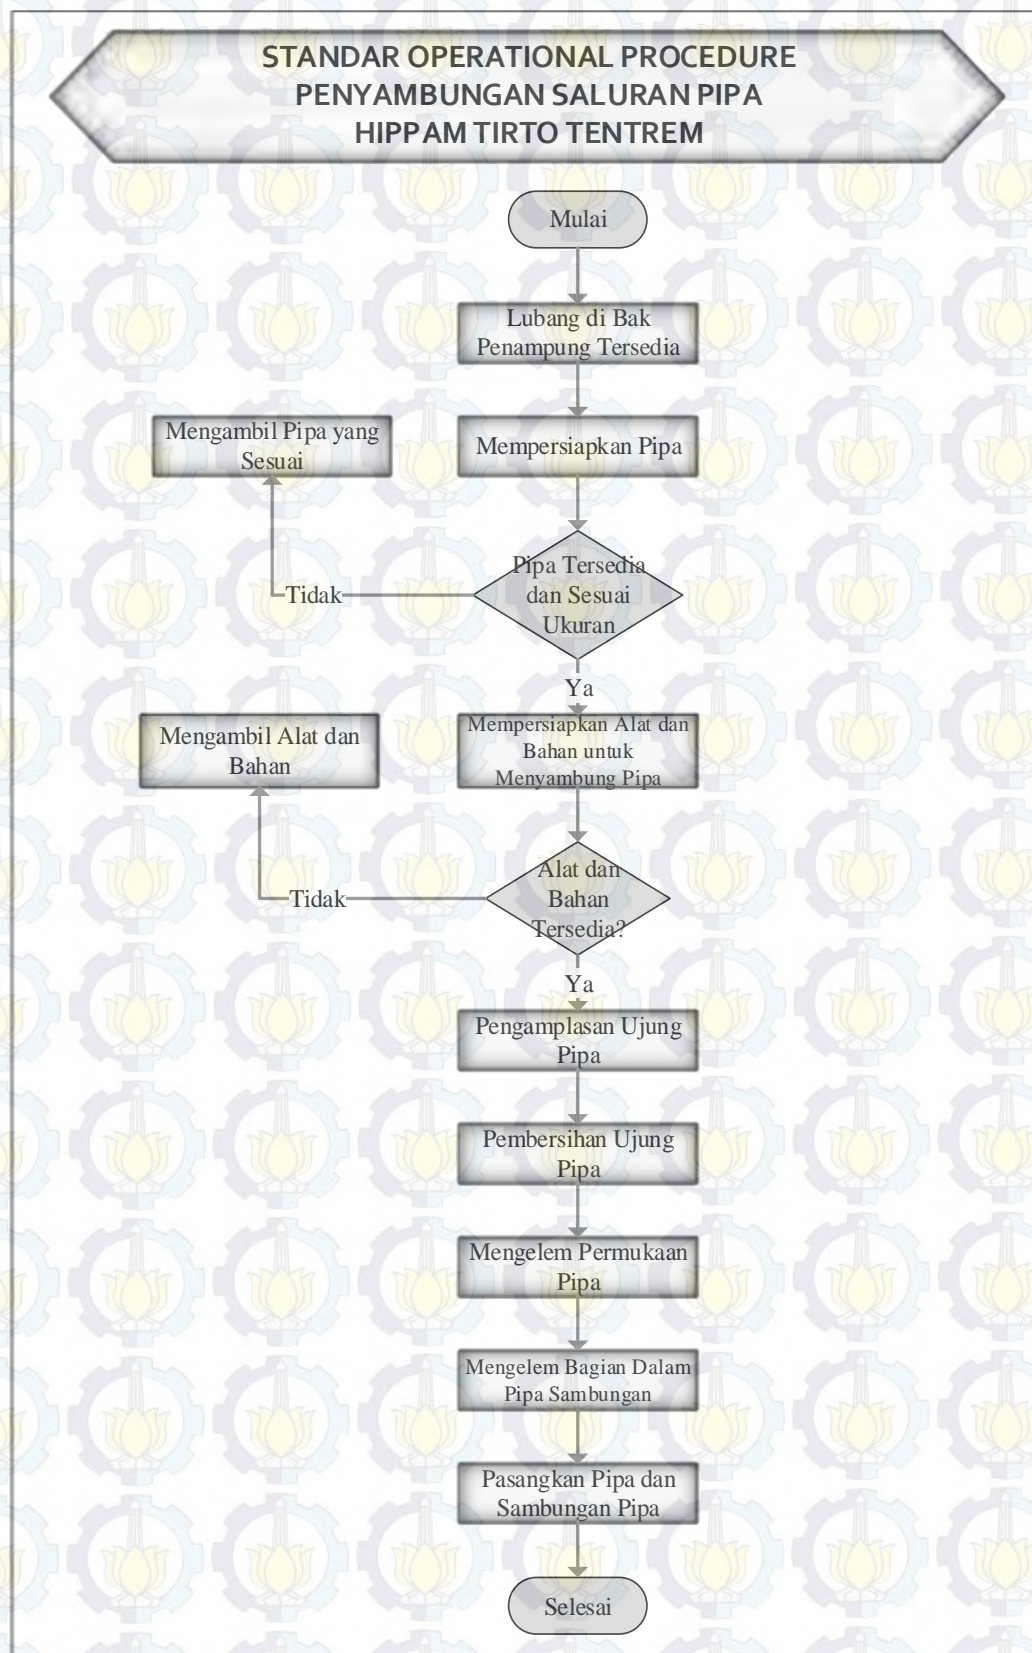 STANDAR OPERATIONAL PROCEDURE
PENYAMBUNGAN SALURAN PIPA
HIPPAM TIRTO TENTREM
Mulai
Lubang di Bak
Penampung Tersedia
Mengambil Pipa yang
Sesuai
Mempersiapkan Pipa
Pipa Tersedia
dan Sesuai
Ukuran
Tidak
Ya
Mengambil Alat dan
Bahan
Mempersiapkan Alat dan
Bahan untuk
Menyambung Pipa
Alat dan
Bahan
Tersedia?
Tidak
Ya
Pengamplasan Ujung
Pipa
Pembersihan Ujung
Pipa
Mengelem Permukaan
Pipa
Mengelem Bagian Dalam
Pipa Sambungan
Pasangkan Pipa dan
Sambungan Pipa
Selesai